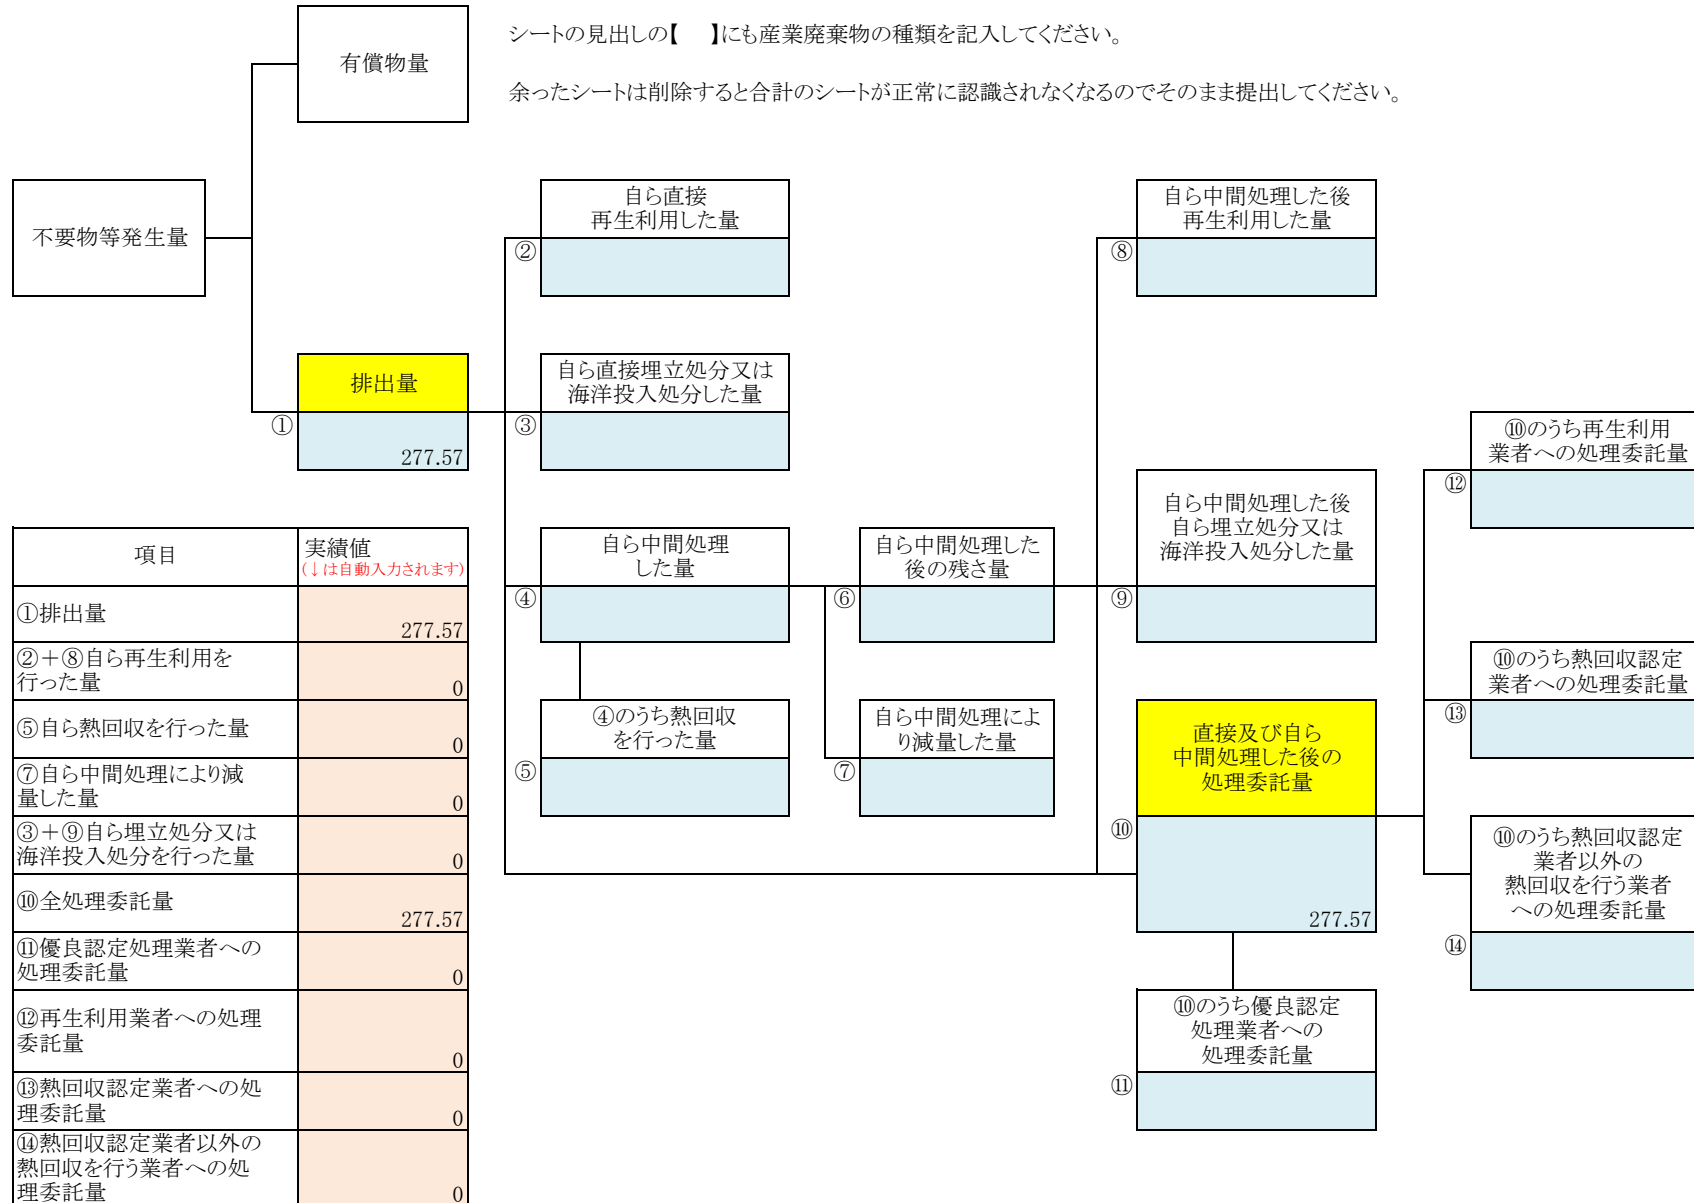 シートの見出しの【　】にも産業廃棄物の種類を記入してください。
余ったシートは削除すると合計のシートが正常に認識されなくなるのでそのまま提出してください。
有償物量
不要物等発生量
排出量
①
277.57
自ら直接
再生利用した量
②
自ら直接埋立処分又は
海洋投入処分した量
③
自ら中間処理
した量
④
④のうち熱回収
を行った量
⑤
自ら中間処理した
後の残さ量
⑥
自ら中間処理によ
り減量した量
⑦
自ら中間処理した後
再生利用した量
⑧
自ら中間処理した後
自ら埋立処分又は
海洋投入処分した量
⑨
直接及び自ら
中間処理した後の
処理委託量
⑩
277.57
⑩のうち優良認定
処理業者への
処理委託量
⑪
⑩のうち再生利用
業者への処理委託量
⑫
⑩のうち熱回収認定
業者への処理委託量
⑬
⑩のうち熱回収認定
業者以外の
熱回収を行う業者
への処理委託量
⑭
項目
実績値
(↓は自動入力されます)
①排出量
277.57
②＋⑧自ら再生利用を
行った量
0
⑤自ら熱回収を行った量
0
⑦自ら中間処理により減
量した量
0
③＋⑨自ら埋立処分又は
海洋投入処分を行った量
0
⑩全処理委託量
277.57
⑪優良認定処理業者への
処理委託量
0
⑫再生利用業者への処理
委託量
0
⑬熱回収認定業者への処
理委託量
0
⑭熱回収認定業者以外の
熱回収を行う業者への処
理委託量
0